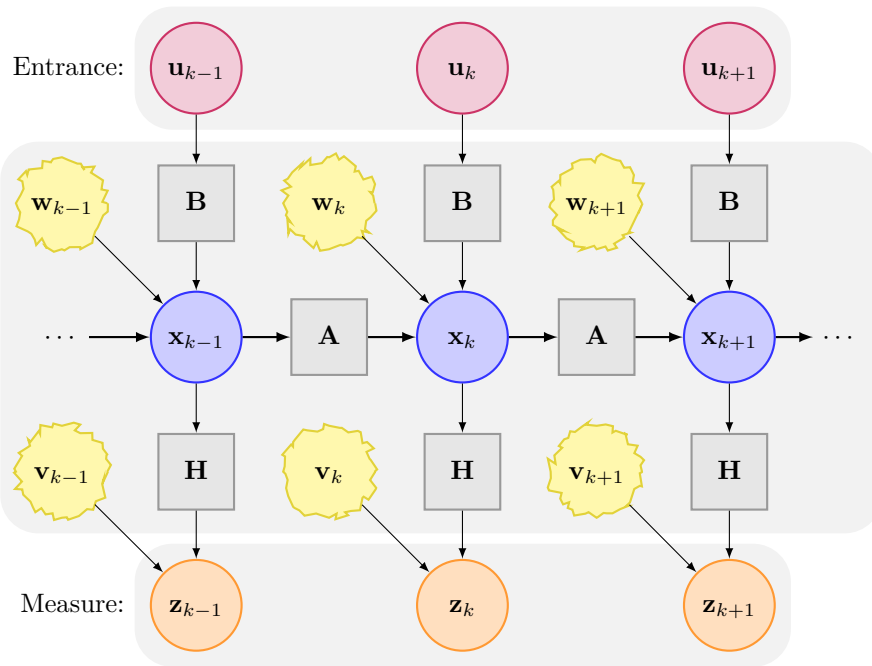 Entrance: u_{k−1} u_k u_{k+1}
w_{k−1} B w_k B w_{k+1} B
··· x_{k−1} A x_k A x_{k+1} ···
v_{k−1} H v_k H v_{k+1} H
Measure: z_{k−1} z_k z_{k+1}